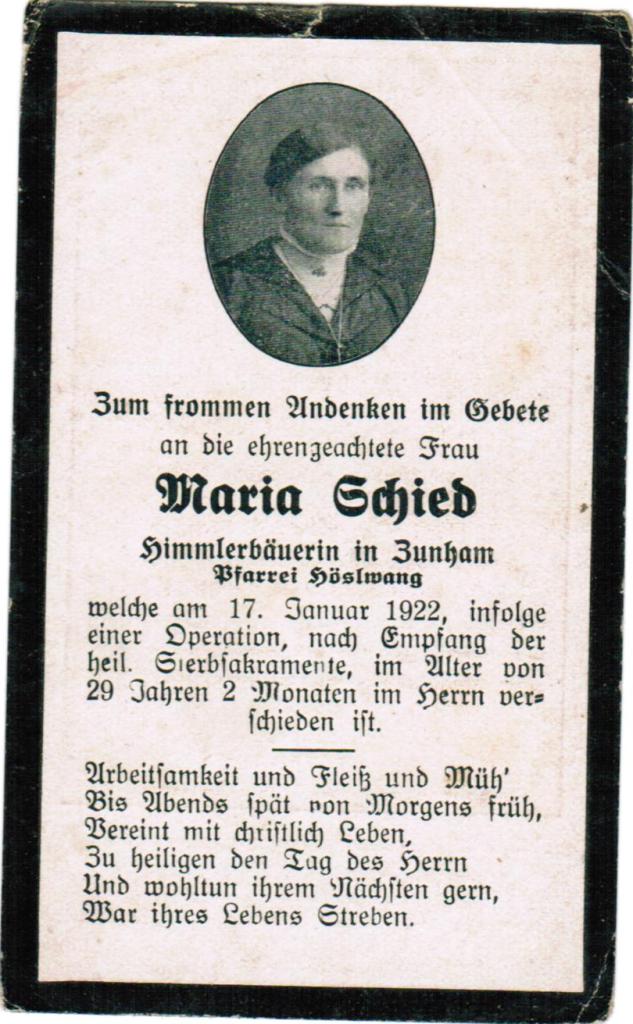 Zum frommen Andenken im Gebete
an die ehrengeachtete Frau
Maria Schied
Himmlerbäuerin in Zunham
Pfarrei Höslwang
welche am 17. Januar 1922, infolge
einer Operation, nach Empfang der
heil. Sterbsakramente, im Alter von
29 Jahren 2 Monaten im Herrn ver-
schieden ist.
Arbeitsamkeit und Fleiß und Müh'
Bis Abends spät von Morgens früh,
Vereint mit christlich Leben,
Zu heiligen den Tag des Herrn
Und wohltun ihrem Nächsten gern,
War ihres Lebens Streben.